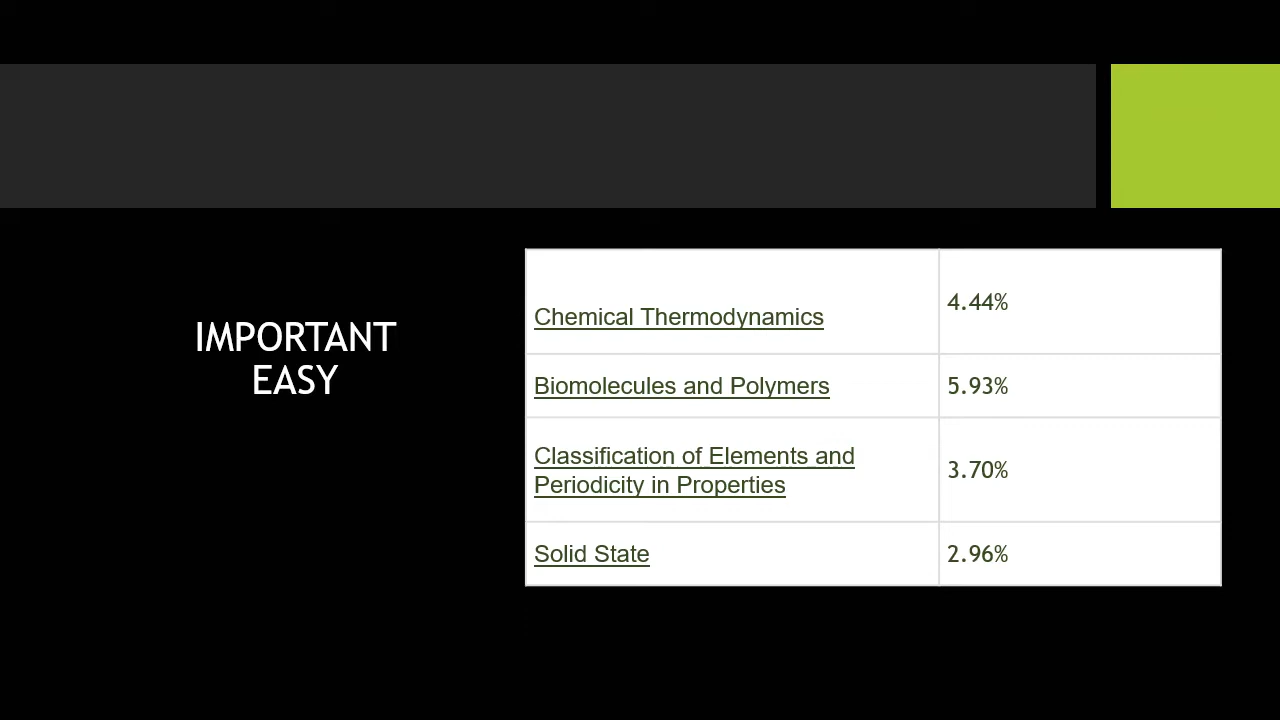 IMPORTANT
EASY
Chemical Thermodynamics 4.44%
Biomolecules and Polymers 5.93%
Classification of Elements and
Periodicity in Properties 3.70%
Solid State 2.96%